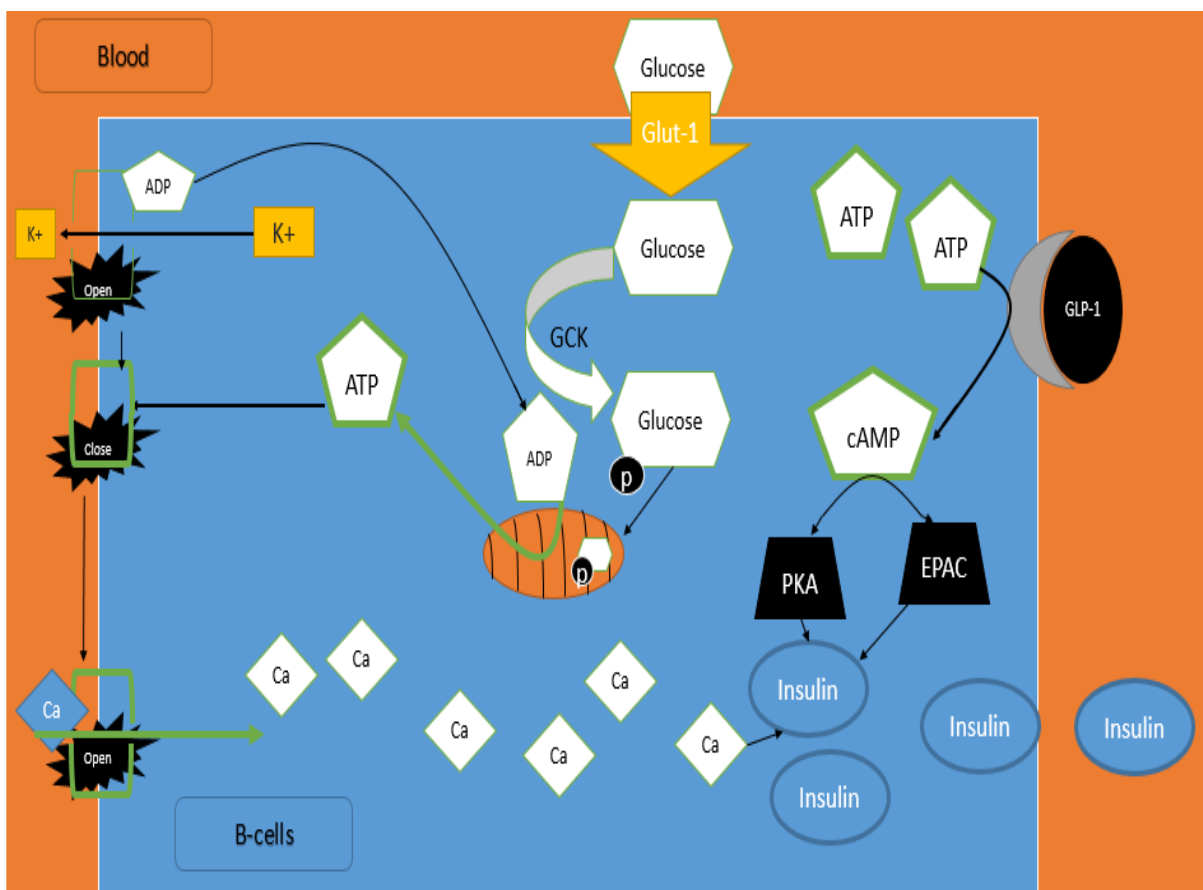 Blood
Glucose
Glut-1
ADP
K+
K+
Open
Glucose
ATP
ATP
GLP-1
GCK
ATP
Close
Glucose
p
ADP
cAMP
p
PKA
EPAC
Ca
Open
Ca
Ca
Ca
Ca
Ca
Ca
Insulin
Insulin
Insulin
Insulin
B-cells